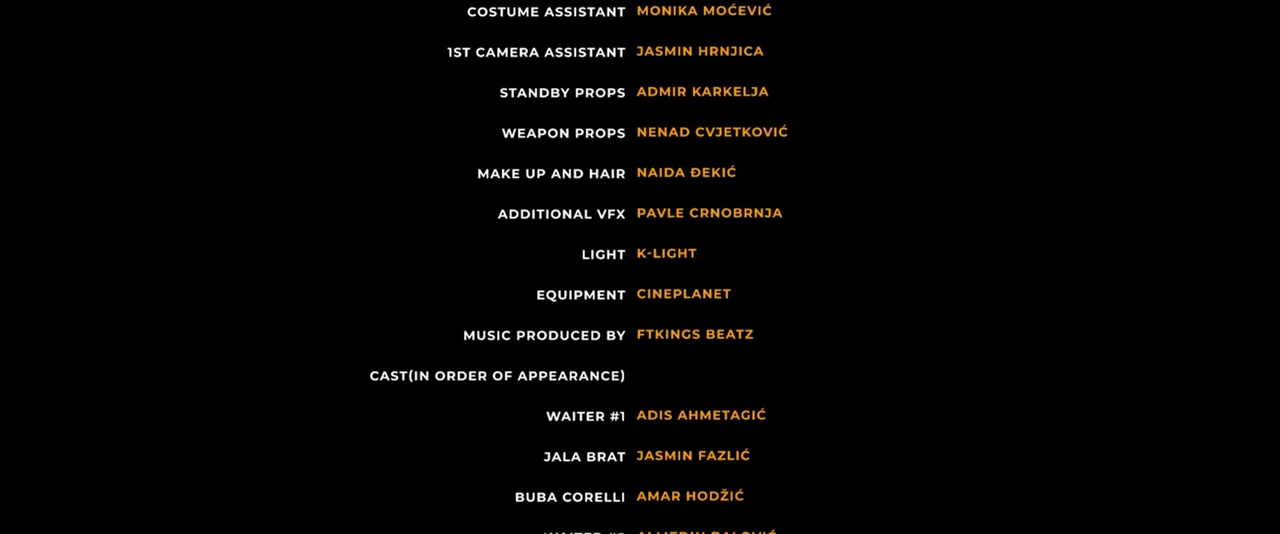 COSTUME ASSISTANT MONIKA MOĆEVIĆ
1ST CAMERA ASSISTANT JASMIN HRNJICA
STANDBY PROPS ADMIR KARKELJA
WEAPON PROPS NENAD CVJETKOVIĆ
MAKE UP AND HAIR NAIDA ĐEKIĆ
ADDITIONAL VFX PAVLE CRNOBRNJA
LIGHT K-LIGHT
EQUIPMENT CINEPLANET
MUSIC PRODUCED BY FTKINGS BEATZ
CAST(IN ORDER OF APPEARANCE)
WAITER #1 ADIS AHMETAGIĆ
JALA BRAT JASMIN FAZLIĆ
BUBA CORELLI AMAR HODŽIĆ